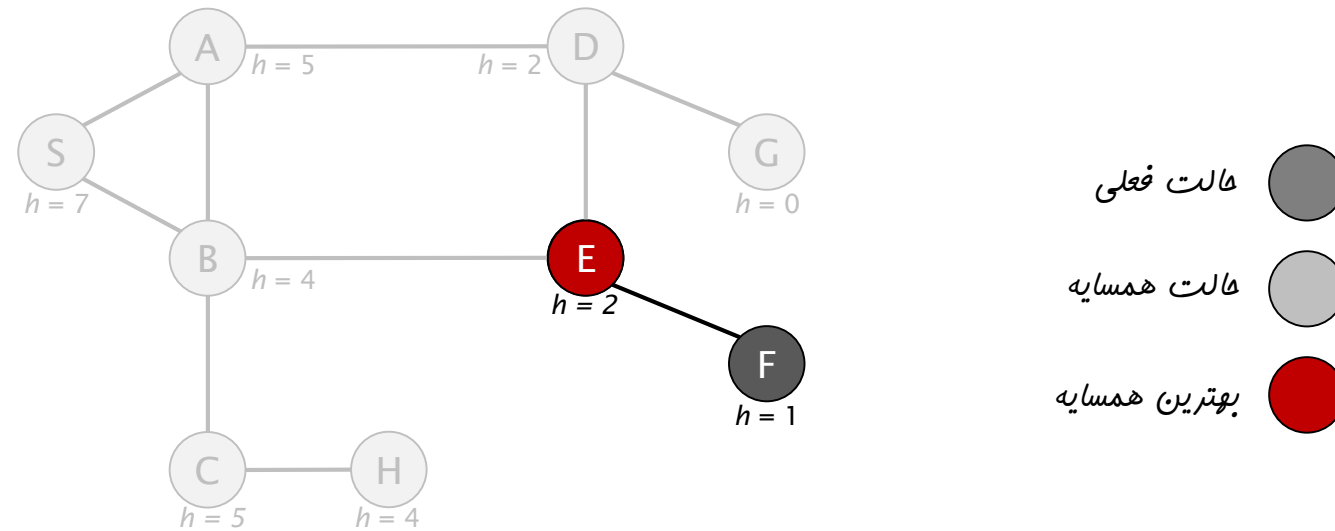 A
h = 5
D
h = 2
S
h = 7
G
h = 0
B
h = 4
E
h = 2
F
h = 1
C
h = 5
H
h = 4
حالت فعلی
حالت همسایه
بهترین همسایه